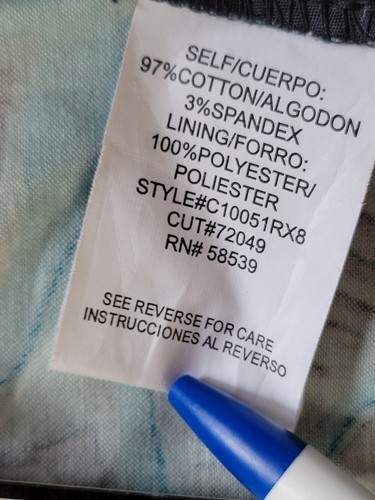 SELF/CUERPO:
97%COTTON/ALGODON
3%SPANDEX
LINING/FORRO:
100%POLYESTER/
POLIESTER
STYLE#C10051RX8
CUT#72049
RN# 58539
SEE REVERSE FOR CARE
INSTRUCCIONES AL REVERSO